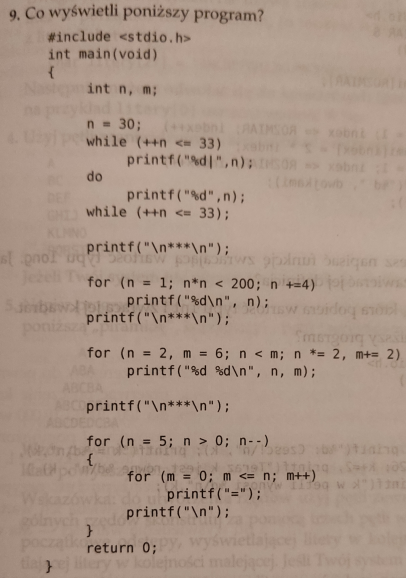 9. Co wyświetli poniższy program?
#include <stdio.h>
int main(void)
{
int n, m;
n = 30;
while (++n <= 33)
printf("%d|",n);
do
printf("%d",n);
while (++n <= 33);
printf("\n***\n");
for (n = 1; n*n < 200; n +=4)
printf("%d\n", n);
printf("\n***\n");
for (n = 2, m = 6; n < m; n *= 2, m+= 2)
printf("%d %d\n", n, m);
printf("\n***\n");
for (n = 5; n > 0; n--)
{
for (m = 0; m <= n; m++)
printf("=");
printf("\n");
}
return 0;
}